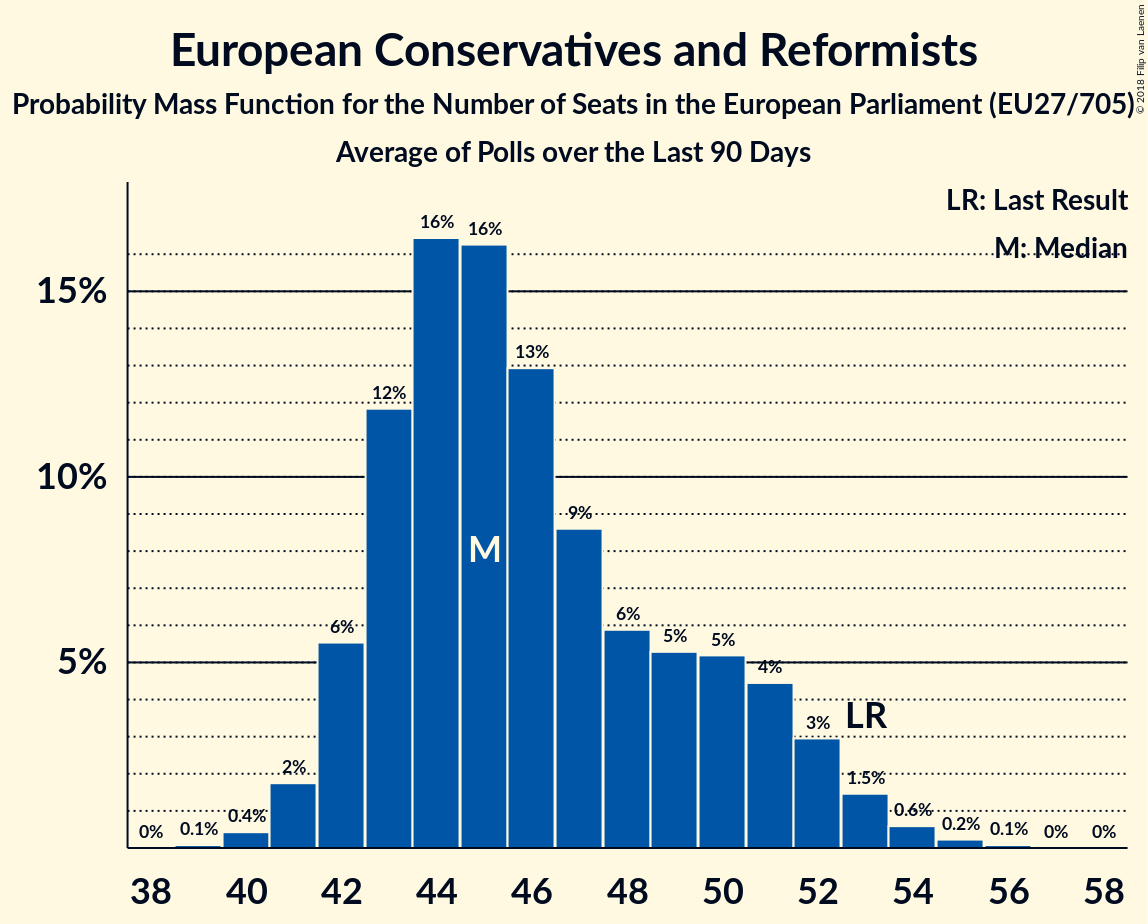 European Conservatives and Reformists
Probability Mass Function for the Number of Seats in the European Parliament (EU27/705)
Average of Polls over the Last 90 Days
© 2018 Filip van Laenen
LR: Last Result
M: Median
15%
10%
5%
0%
0.1%
0.4%
2%
6%
12%
16%
16%
13%
9%
6%
5%
5%
4%
3%
1.5%
0.6%
0.2%
0.1%
0%
0%
M
LR
38 40 42 44 46 48 50 52 54 56 58